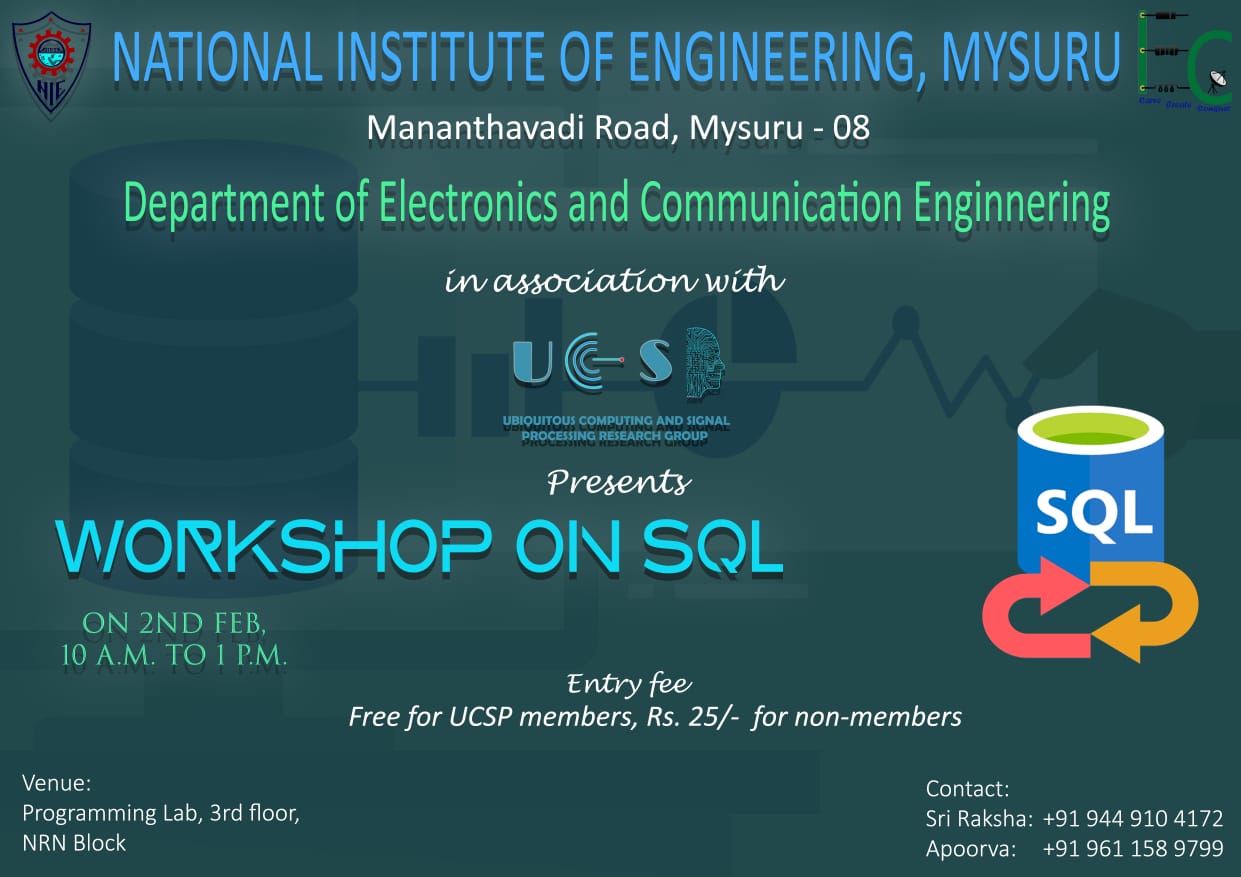 NIE
NATIONAL INSTITUTE OF ENGINEERING, MYSURU
EC
Mananthavadi Road, Mysuru - 08
Department of Electronics and Communication Enginnering
in association with
UCSP
UBIQUITOUS COMPUTING AND SIGNAL
PROCESSING RESEARCH GROUP
Presents
WORKSHOP ON SQL
SQL
ON 2ND FEB,
10 A.M. TO 1 P.M.
Entry fee
Free for UCSP members, Rs. 25/- for non-members
Venue:
Programming Lab, 3rd floor,
NRN Block
Contact:
Sri Raksha: +91 944 910 4172
Apoorva: +91 961 158 9799